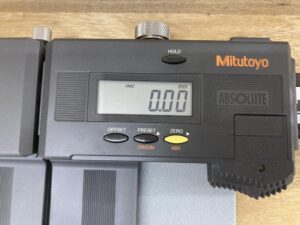 HOLD
Mitutoyo
INC mm
0.00
ABSOLUTE
OFFSET PRESET ZERO
ORIGIN ABS